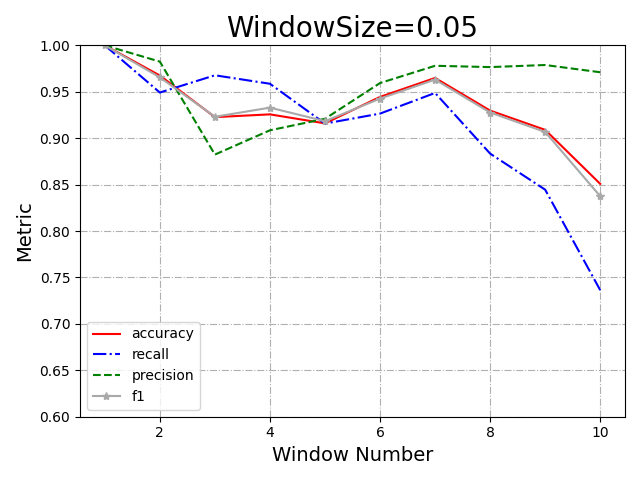 WindowSize=0.05
Metric
1.00
0.95
0.90
0.85
0.80
0.75
0.70
0.65
0.60
accuracy
recall
precision
f1
2
4
6
8
10
Window Number